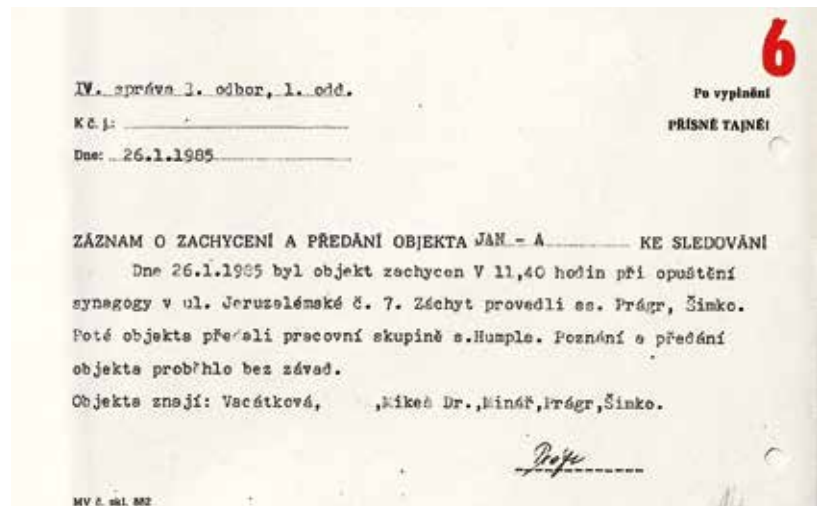 6
IV. správa 3. odbor, 1. odd.
Po vyplnění
K č. j.:
PŘÍSNĚ TAJNÉ!
Dne: 26.1.1985
ZÁZNAM O ZACHYCENÍ A PŘEDÁNÍ OBJEKTA JAN - A KE SLEDOVÁNÍ
Dne 26.1.1985 byl objekt zachycen V 11,40 hodin při opuštění
synagogy v ul. Jeruzalémské č. 7. Záchyt provedli ss. Prágr, Šimko.
Poté objekta předali pracovní skupině s.Humpla. Poznání a předání
objekta proběhlo bez závad.
Objekta znají: Vacátková, ,Mikeš Dr.,Minář,Prágr,Šimko.
MV č. skl. 882